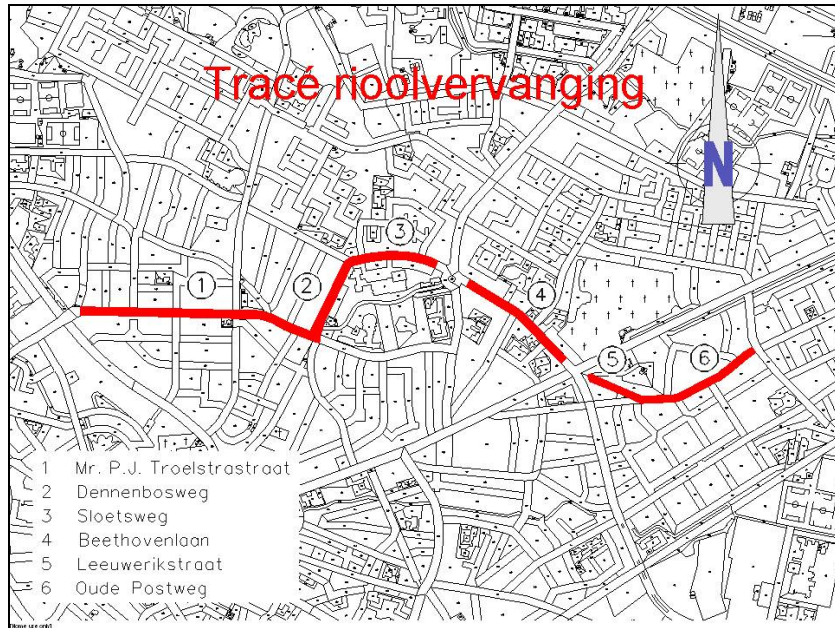 Tracé rioolvervanging
N
3
1
2
4
5
6
1 Mr. P.J. Troelstrastraat
2 Dennenbosweg
3 Sloetsweg
4 Beethovenlaan
5 Leeuwerikstraat
6 Oude Postweg